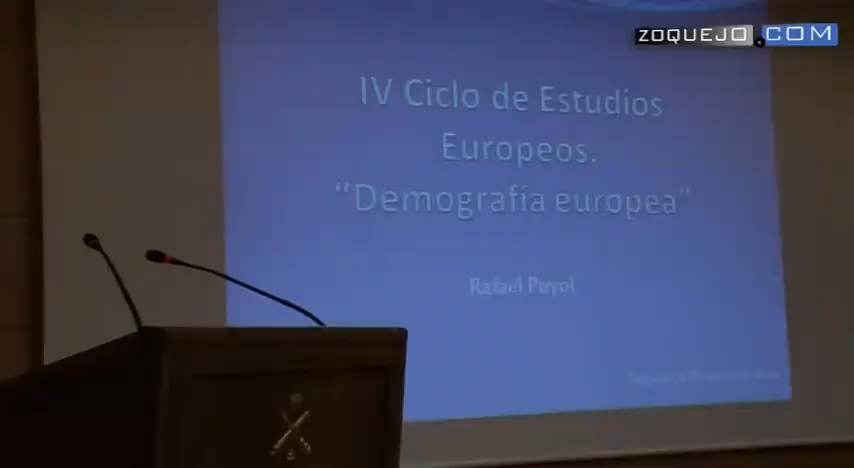 ZOQUEJO.COM
IV Ciclo de Estudios
Europeos.
“Demografía europea”
Rafael Puyol